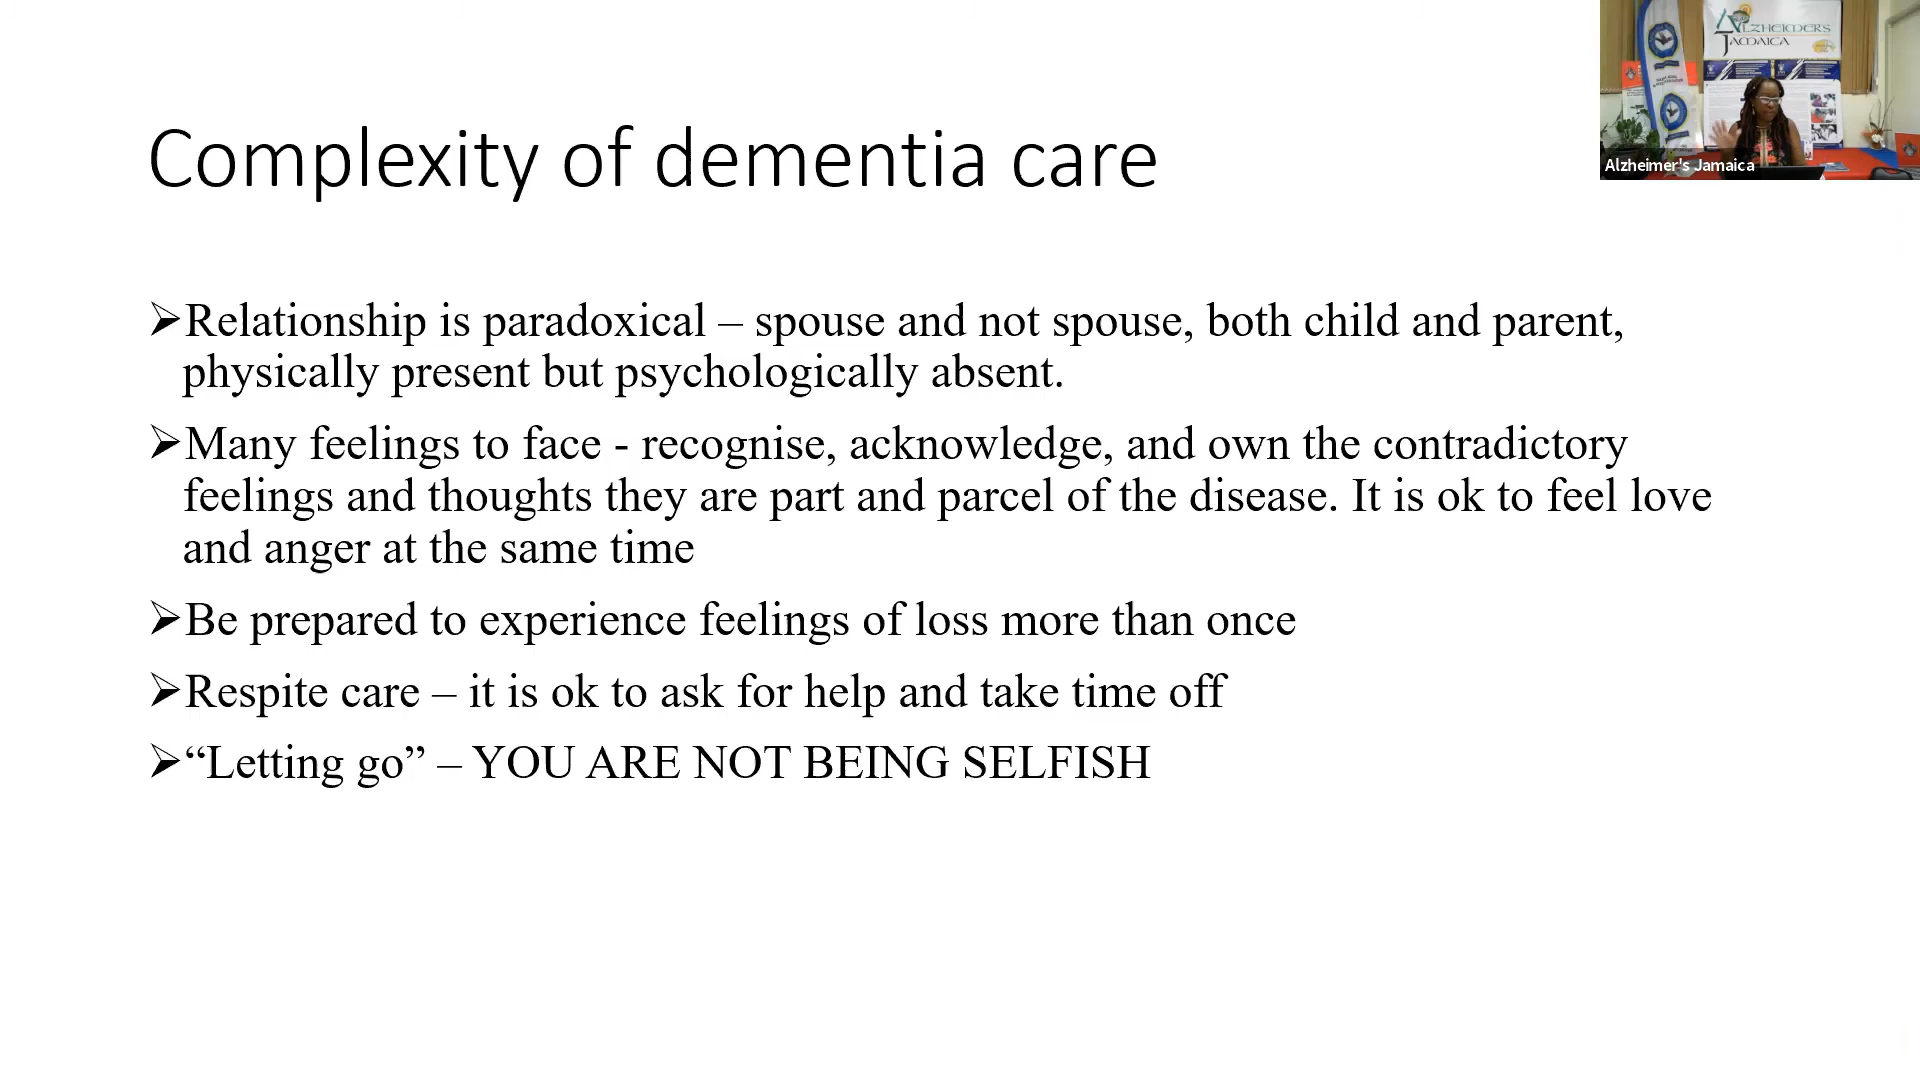 Complexity of dementia care
➢Relationship is paradoxical – spouse and not spouse, both child and parent,
physically present but psychologically absent.
➢Many feelings to face - recognise, acknowledge, and own the contradictory
feelings and thoughts they are part and parcel of the disease. It is ok to feel love
and anger at the same time
➢Be prepared to experience feelings of loss more than once
➢Respite care – it is ok to ask for help and take time off
➢“Letting go” – YOU ARE NOT BEING SELFISH
ALZHEIMER'S
JAMAICA
Alzheimer's Jamaica